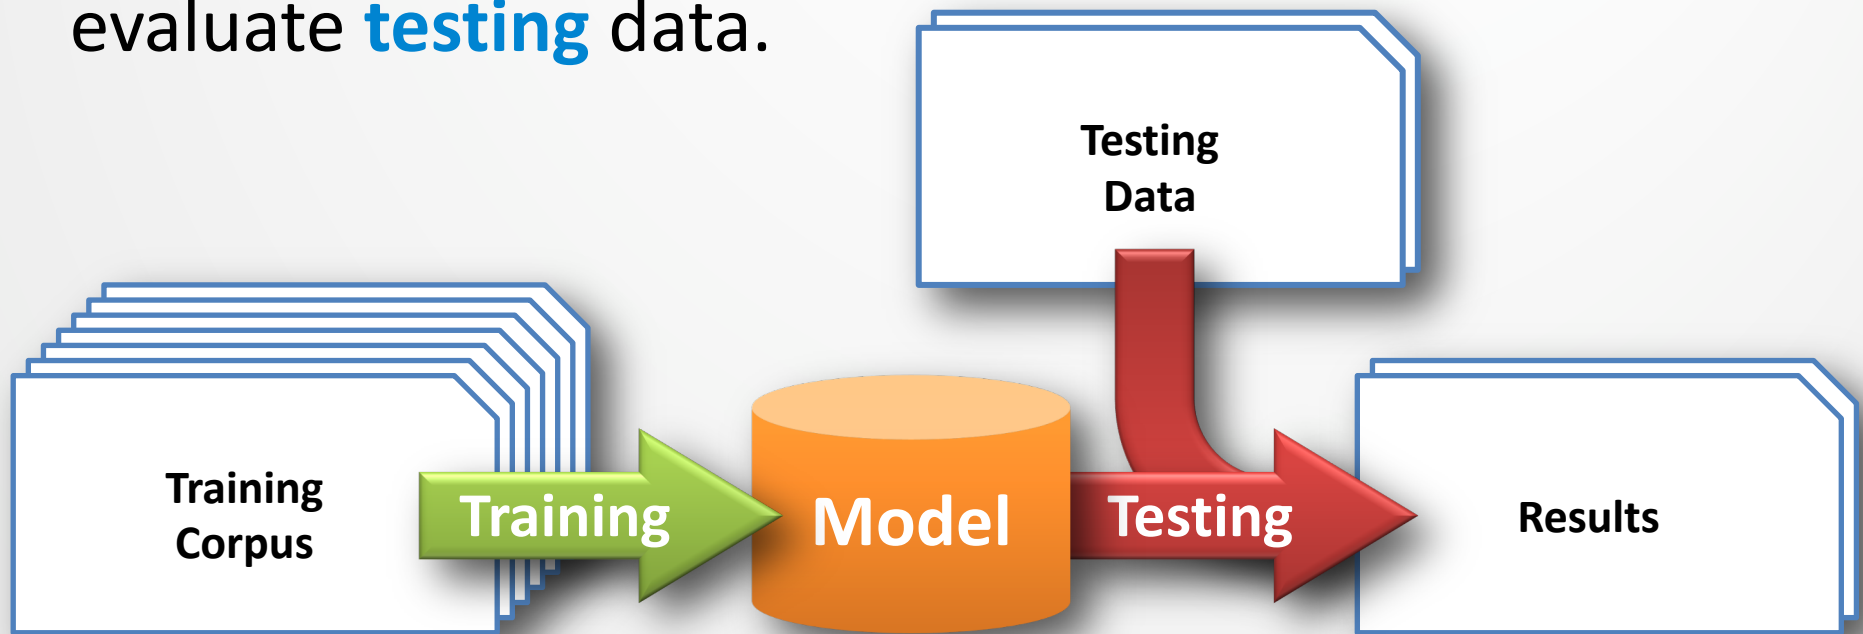 evaluate testing data.
Testing
Data
Training
Corpus
Training
Model
Testing
Results